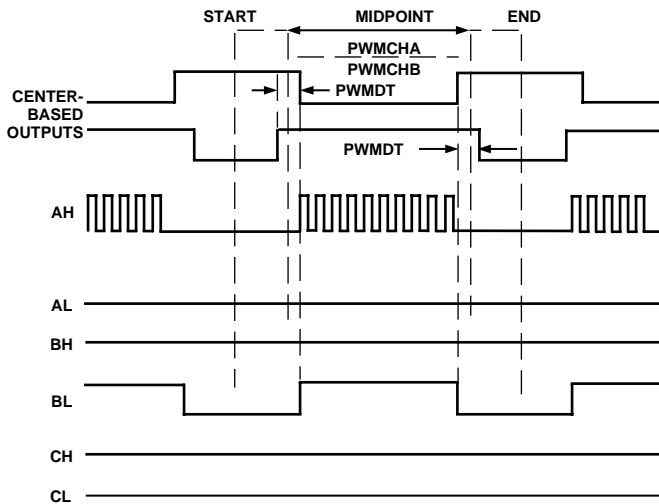 START MIDPOINT END
PWMCHA
PWMCHB
PWMDT
CENTER-
BASED
OUTPUTS
PWMDT
AH
AL
BH
BL
CH
CL